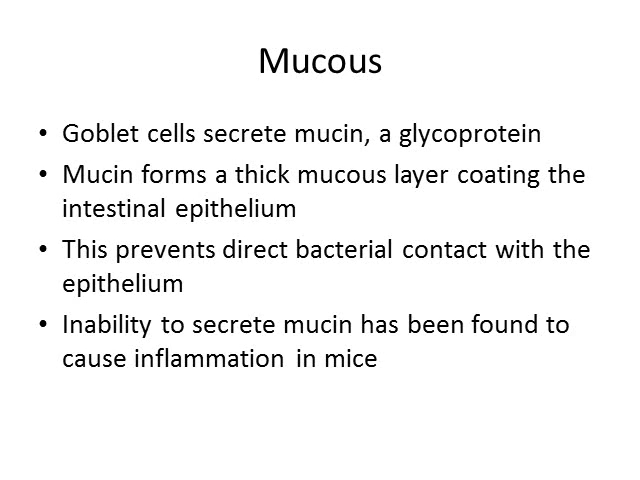 Mucous
• Goblet cells secrete mucin, a glycoprotein
• Mucin forms a thick mucous layer coating the
intestinal epithelium
• This prevents direct bacterial contact with the
epithelium
• Inability to secrete mucin has been found to
cause inflammation in mice